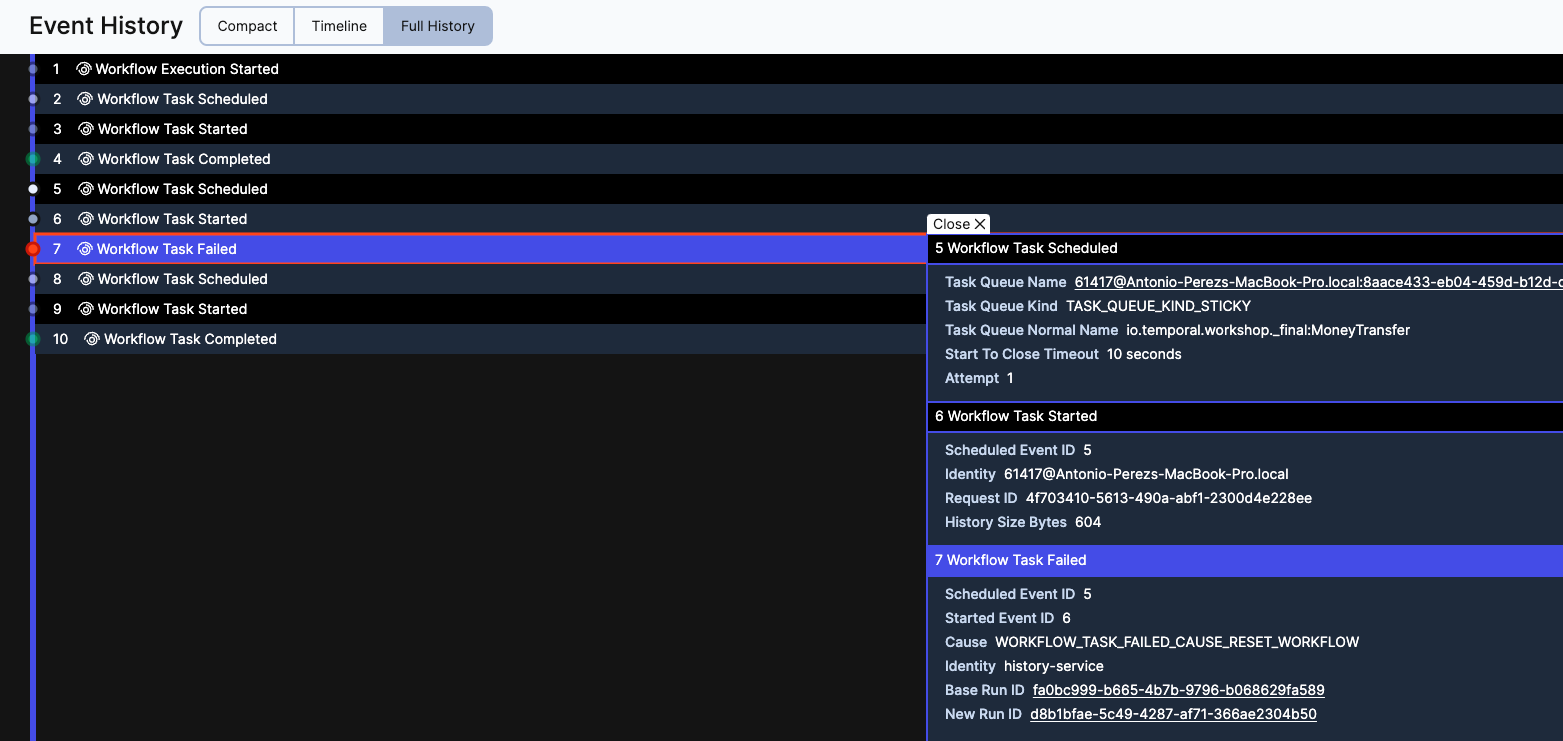 Event History Compact Timeline Full History
1 Workflow Execution Started
2 Workflow Task Scheduled
3 Workflow Task Started
4 Workflow Task Completed
5 Workflow Task Scheduled
6 Workflow Task Started
7 Workflow Task Failed
8 Workflow Task Scheduled
9 Workflow Task Started
10 Workflow Task Completed
Close
5 Workflow Task Scheduled
Task Queue Name 61417@Antonio-Perezs-MacBook-Pro.local:8aace433-eb04-459d-b12d-
Task Queue Kind TASK_QUEUE_KIND_STICKY
Task Queue Normal Name io.temporal.workshop._final:MoneyTransfer
Start To Close Timeout 10 seconds
Attempt 1
6 Workflow Task Started
Scheduled Event ID 5
Identity 61417@Antonio-Perezs-MacBook-Pro.local
Request ID 4f703410-5613-490a-abf1-2300d4e228ee
History Size Bytes 604
7 Workflow Task Failed
Scheduled Event ID 5
Started Event ID 6
Cause WORKFLOW_TASK_FAILED_CAUSE_RESET_WORKFLOW
Identity history-service
Base Run ID fa0bc999-b665-4b7b-9796-b068629fa589
New Run ID d8b1bfae-5c49-4287-af71-366ae2304b50